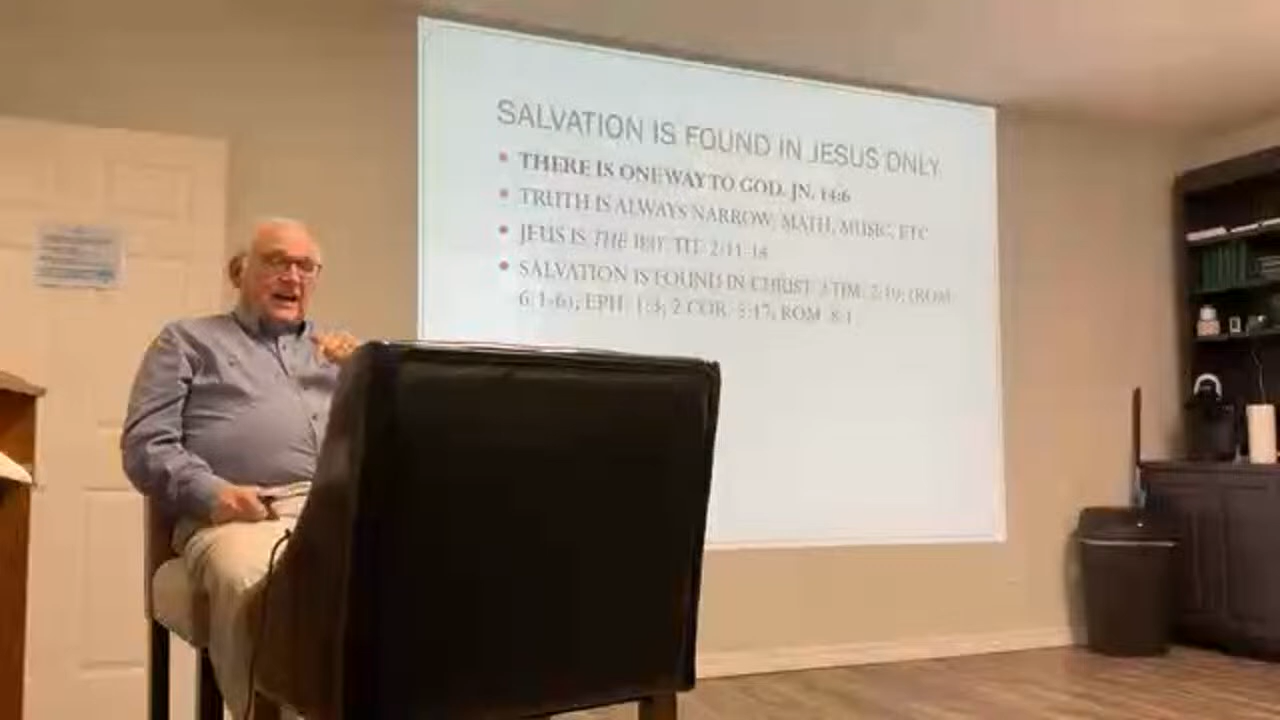 SALVATION IS FOUND IN JESUS ONLY
THERE IS ONE WAY TO GOD. JN. 14:6
TRUTH IS ALWAYS NARROW: MATH, MUSIC, ETC
JEUS IS THE WAY. TIT. 2:11-14
SALVATION IS FOUND IN CHRIST. 2 TIM. 2:10; (ROM.
6:1-6); EPH. 1:3; 2 COR. 5:17; ROM. 8:1